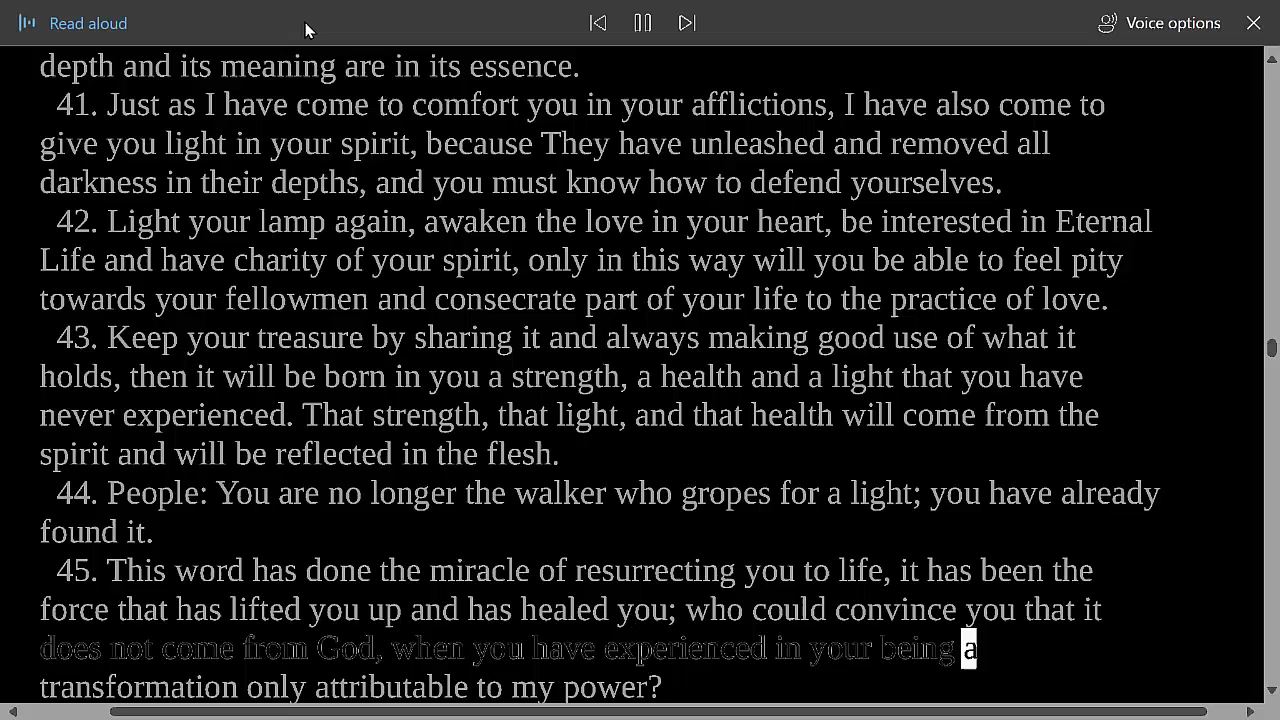 Read aloud
Voice options
depth and its meaning are in its essence.
41. Just as I have come to comfort you in your afflictions, I have also come to
give you light in your spirit, because They have unleashed and removed all
darkness in their depths, and you must know how to defend yourselves.
42. Light your lamp again, awaken the love in your heart, be interested in Eternal
Life and have charity of your spirit, only in this way will you be able to feel pity
towards your fellowmen and consecrate part of your life to the practice of love.
43. Keep your treasure by sharing it and always making good use of what it
holds, then it will be born in you a strength, a health and a light that you have
never experienced. That strength, that light, and that health will come from the
spirit and will be reflected in the flesh.
44. People: You are no longer the walker who gropes for a light; you have already
found it.
45. This word has done the miracle of resurrecting you to life, it has been the
force that has lifted you up and has healed you; who could convince you that it
does not come from God, when you have experienced in your being a
transformation only attributable to my power?